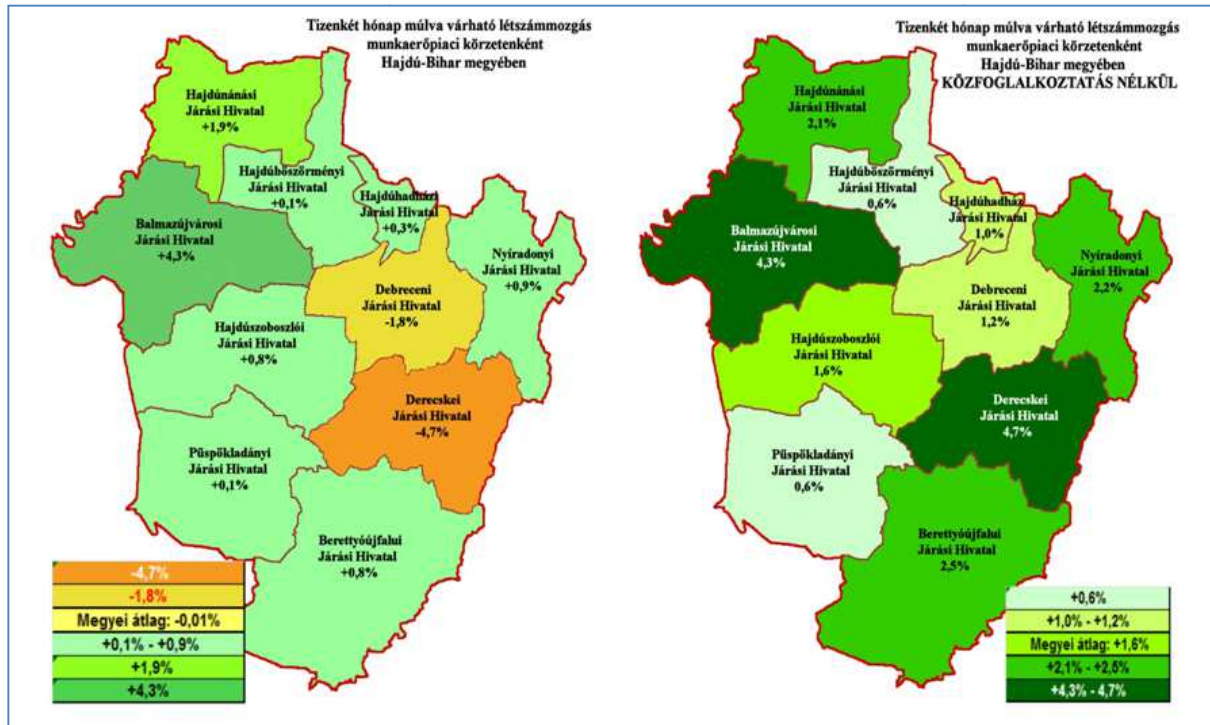 Tizenkét hónap múlva várható létszámmozgás
munkaerőpiaci körzetenként
Hajdú-Bihar megyében
Hajdúnánási
Járási Hivatal
+1,9%
Hajdúböszörményi
Járási Hivatal
+0,1%
Hajdúhadházi
Járási Hivatal
+0,3%
Balmazújvárosi
Járási Hivatal
+4,3%
Nyíradonyi
Járási Hivatal
+0,9%
Debreceni
Járási Hivatal
-1,8%
Hajdúszoboszlói
Járási Hivatal
+0,8%
Derecskei
Járási Hivatal
-4,7%
Püspökladányi
Járási Hivatal
+0,1%
Berettyóújfalui
Járási Hivatal
+0,8%
-4,7%
-1,8%
Megyei átlag: -0,01%
+0,1% - +0,9%
+1,9%
+4,3%
Tizenkét hónap múlva várható létszámmozgás
munkaerőpiaci körzetenként
Hajdú-Bihar megyében
KÖZFOGLALKOZTATÁS NÉLKÜL
Hajdúnánási
Járási Hivatal
2,1%
Hajdúböszörményi
Járási Hivatal
0,6%
Hajdúhadház
Járási Hivatal
1,0%
Balmazújvárosi
Járási Hivatal
4,3%
Nyíradonyi
Járási Hivatal
2,2%
Debreceni
Járási Hivatal
1,2%
Hajdúszoboszlói
Járási Hivatal
1,6%
Derecskei
Járási Hivatal
4,7%
Püspökladányi
Járási Hivatal
0,6%
Berettyóújfalui
Járási Hivatal
2,5%
+0,6%
+1,0% - +1,2%
Megyei átlag: +1,6%
+2,1% - +2,5%
+4,3% - 4,7%